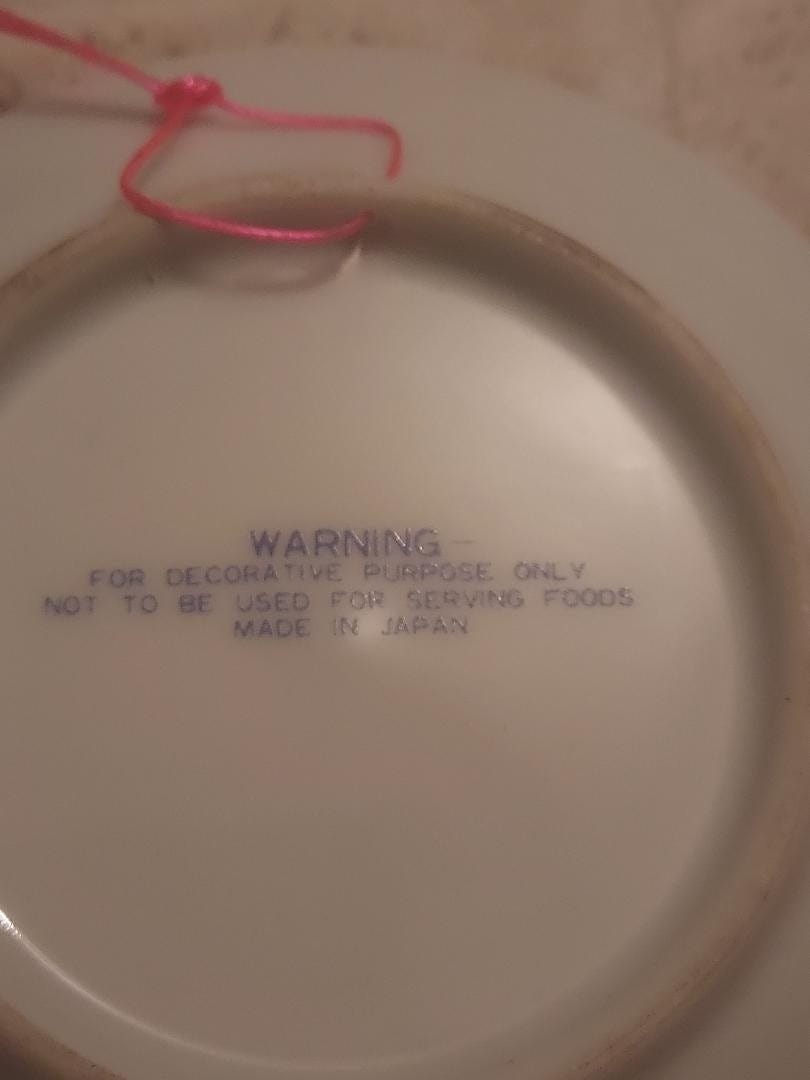 WARNING-
FOR DECORATIVE PURPOSE ONLY
NOT TO BE USED FOR SERVING FOODS
MADE IN JAPAN